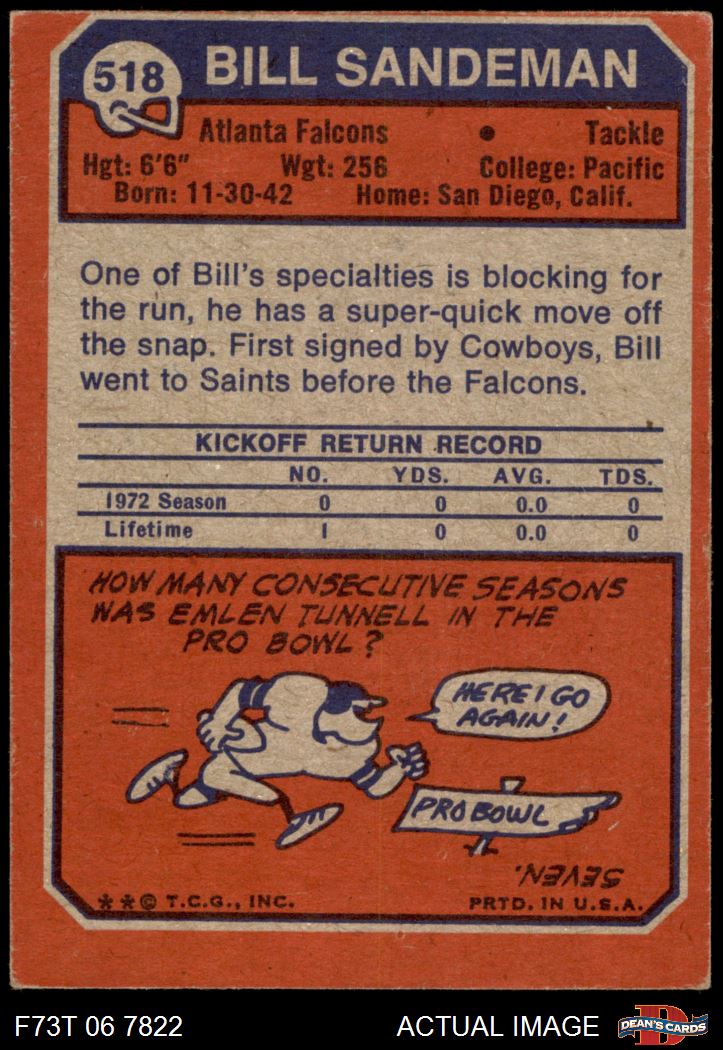 518 BILL SANDEMAN
Atlanta Falcons • Tackle
Hgt: 6'6" Wgt: 256 College: Pacific
Born: 11-30-42 Home: San Diego, Calif.
One of Bill's specialties is blocking for
the run, he has a super-quick move off
the snap. First signed by Cowboys, Bill
went to Saints before the Falcons.
KICKOFF RETURN RECORD
NO. YDS. AVG. TDS.
1972 Season 0 0 0.0 0
Lifetime 1 0 0.0 0
HOW MANY CONSECUTIVE SEASONS
WAS EMLEN TUNNELL IN THE
PRO BOWL?
HERE I GO
AGAIN!
PRO BOWL
SEVEN.
**© T.C.G., INC. PRTD. IN U.S.A.
F73T 06 7822 ACTUAL IMAGE D DEAN'S CARDS